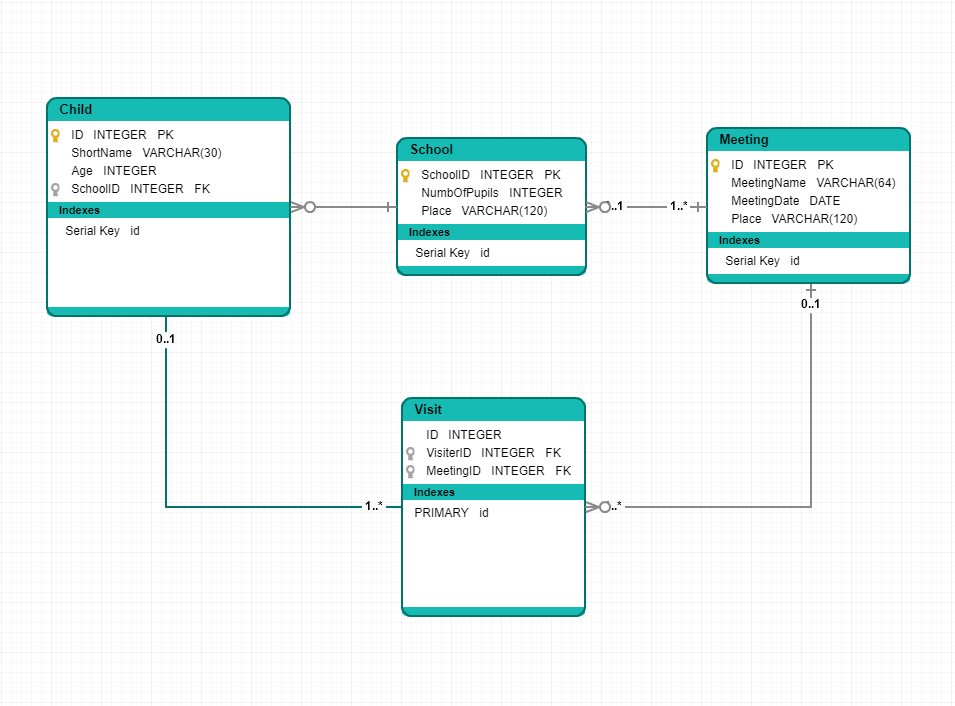 Child
ID INTEGER PK
ShortName VARCHAR(30)
Age INTEGER
SchoolID INTEGER FK
Indexes
Serial Key id
School
SchoolID INTEGER PK
NumbOfPupils INTEGER
Place VARCHAR(120)
Indexes
Serial Key id
Meeting
ID INTEGER PK
MeetingName VARCHAR(64)
MeetingDate DATE
Place VARCHAR(120)
Indexes
Serial Key id
0..1
1..*
0..1
0..1
Visit
ID INTEGER
VisiterID INTEGER FK
MeetingID INTEGER FK
Indexes
PRIMARY id
1..*
0..*